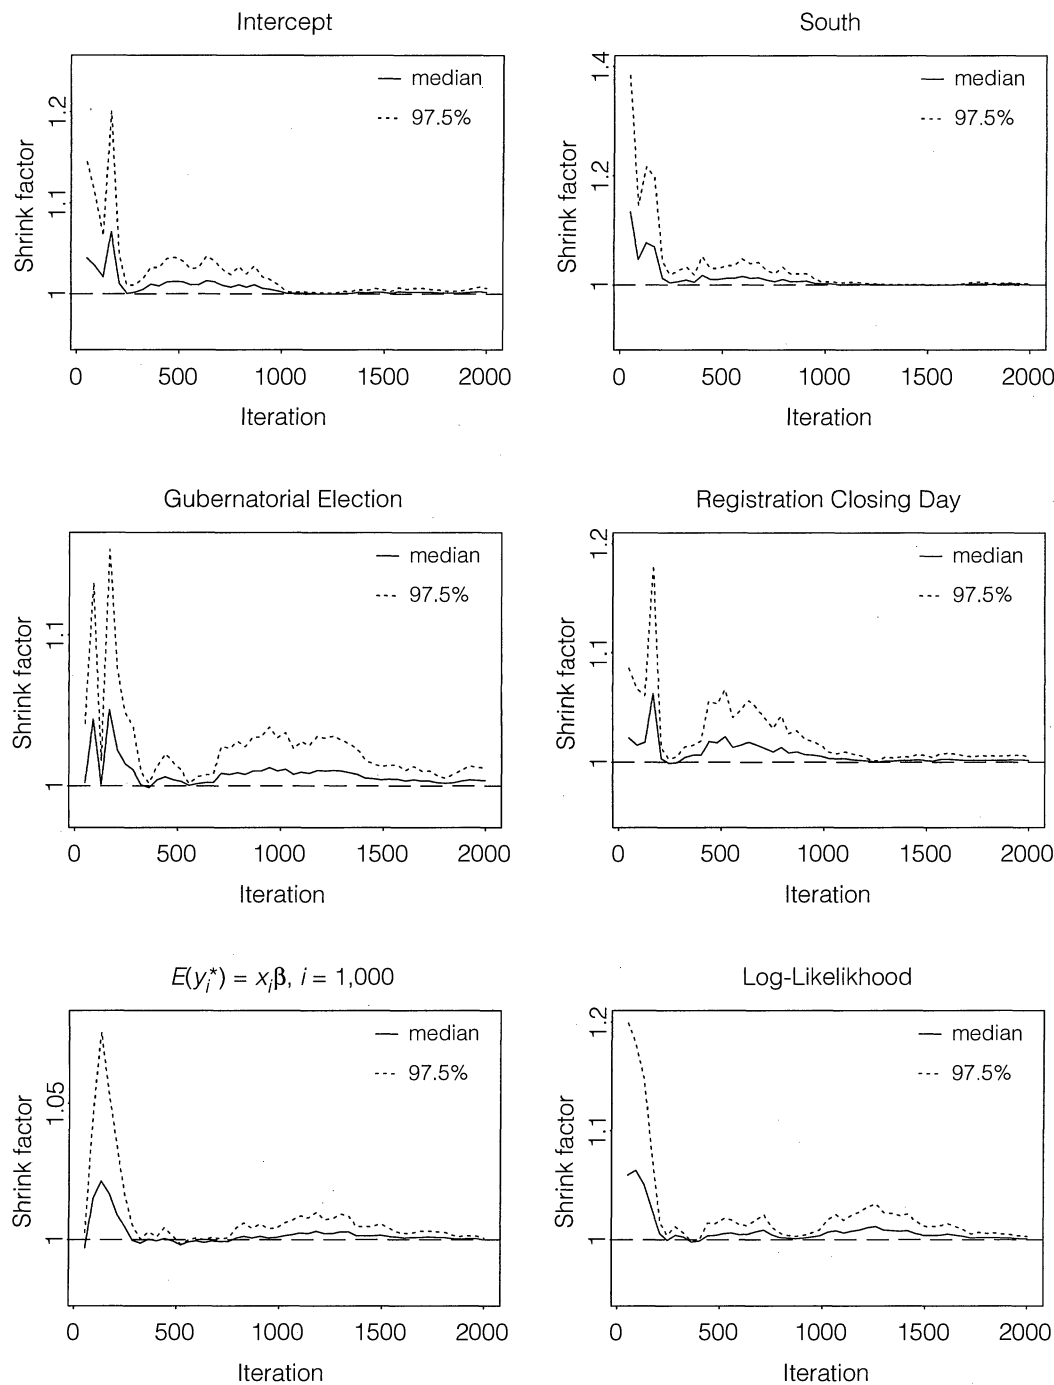 Intercept
median
97.5%
Shrink factor
1.2
1.1
1
0 500 1000 1500 2000
Iteration
South
median
97.5%
Shrink factor
1.4
1.2
1
0 500 1000 1500 2000
Iteration
Gubernatorial Election
median
97.5%
Shrink factor
1.1
1
0 500 1000 1500 2000
Iteration
Registration Closing Day
median
97.5%
Shrink factor
1.2
1.1
1
0 500 1000 1500 2000
Iteration
E(y_i^*) = x_iβ, i = 1,000
median
97.5%
Shrink factor
1.05
1
0 500 1000 1500 2000
Iteration
Log-Likelikhood
median
97.5%
Shrink factor
1.2
1.1
1
0 500 1000 1500 2000
Iteration